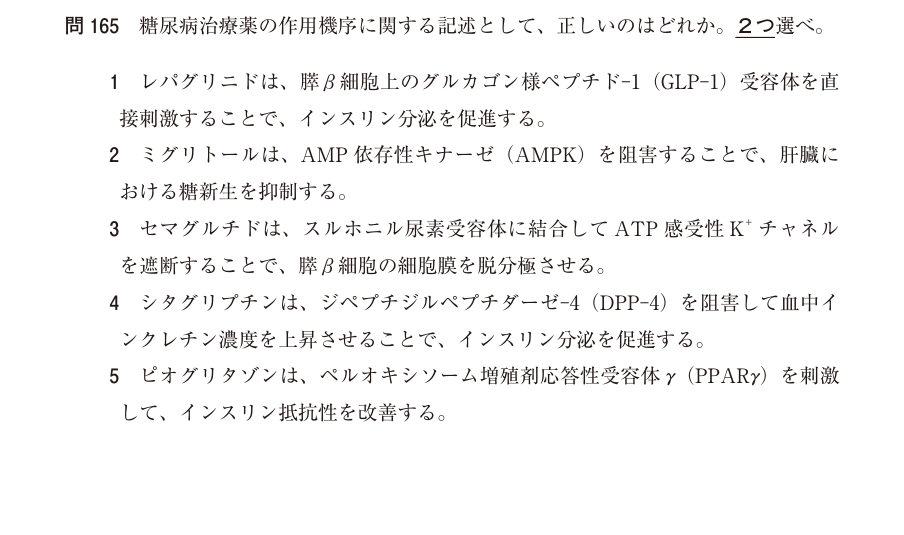 問 165　糖尿病治療薬の作用機序に関する記述として、正しいのはどれか。２つ選べ。
1　レパグリニドは、膵β細胞上のグルカゴン様ペプチド-1（GLP-1）受容体を直
接刺激することで、インスリン分泌を促進する。
2　ミグリトールは、AMP 依存性キナーゼ（AMPK）を阻害することで、肝臓に
おける糖新生を抑制する。
3　セマグルチドは、スルホニル尿素受容体に結合して ATP 感受性 K⁺ チャネル
を遮断することで、膵β細胞の細胞膜を脱分極させる。
4　シタグリプチンは、ジペプチジルペプチダーゼ-4（DPP-4）を阻害して血中イ
ンクレチン濃度を上昇させることで、インスリン分泌を促進する。
5　ピオグリタゾンは、ペルオキシソーム増殖剤応答性受容体γ（PPARγ）を刺激
して、インスリン抵抗性を改善する。